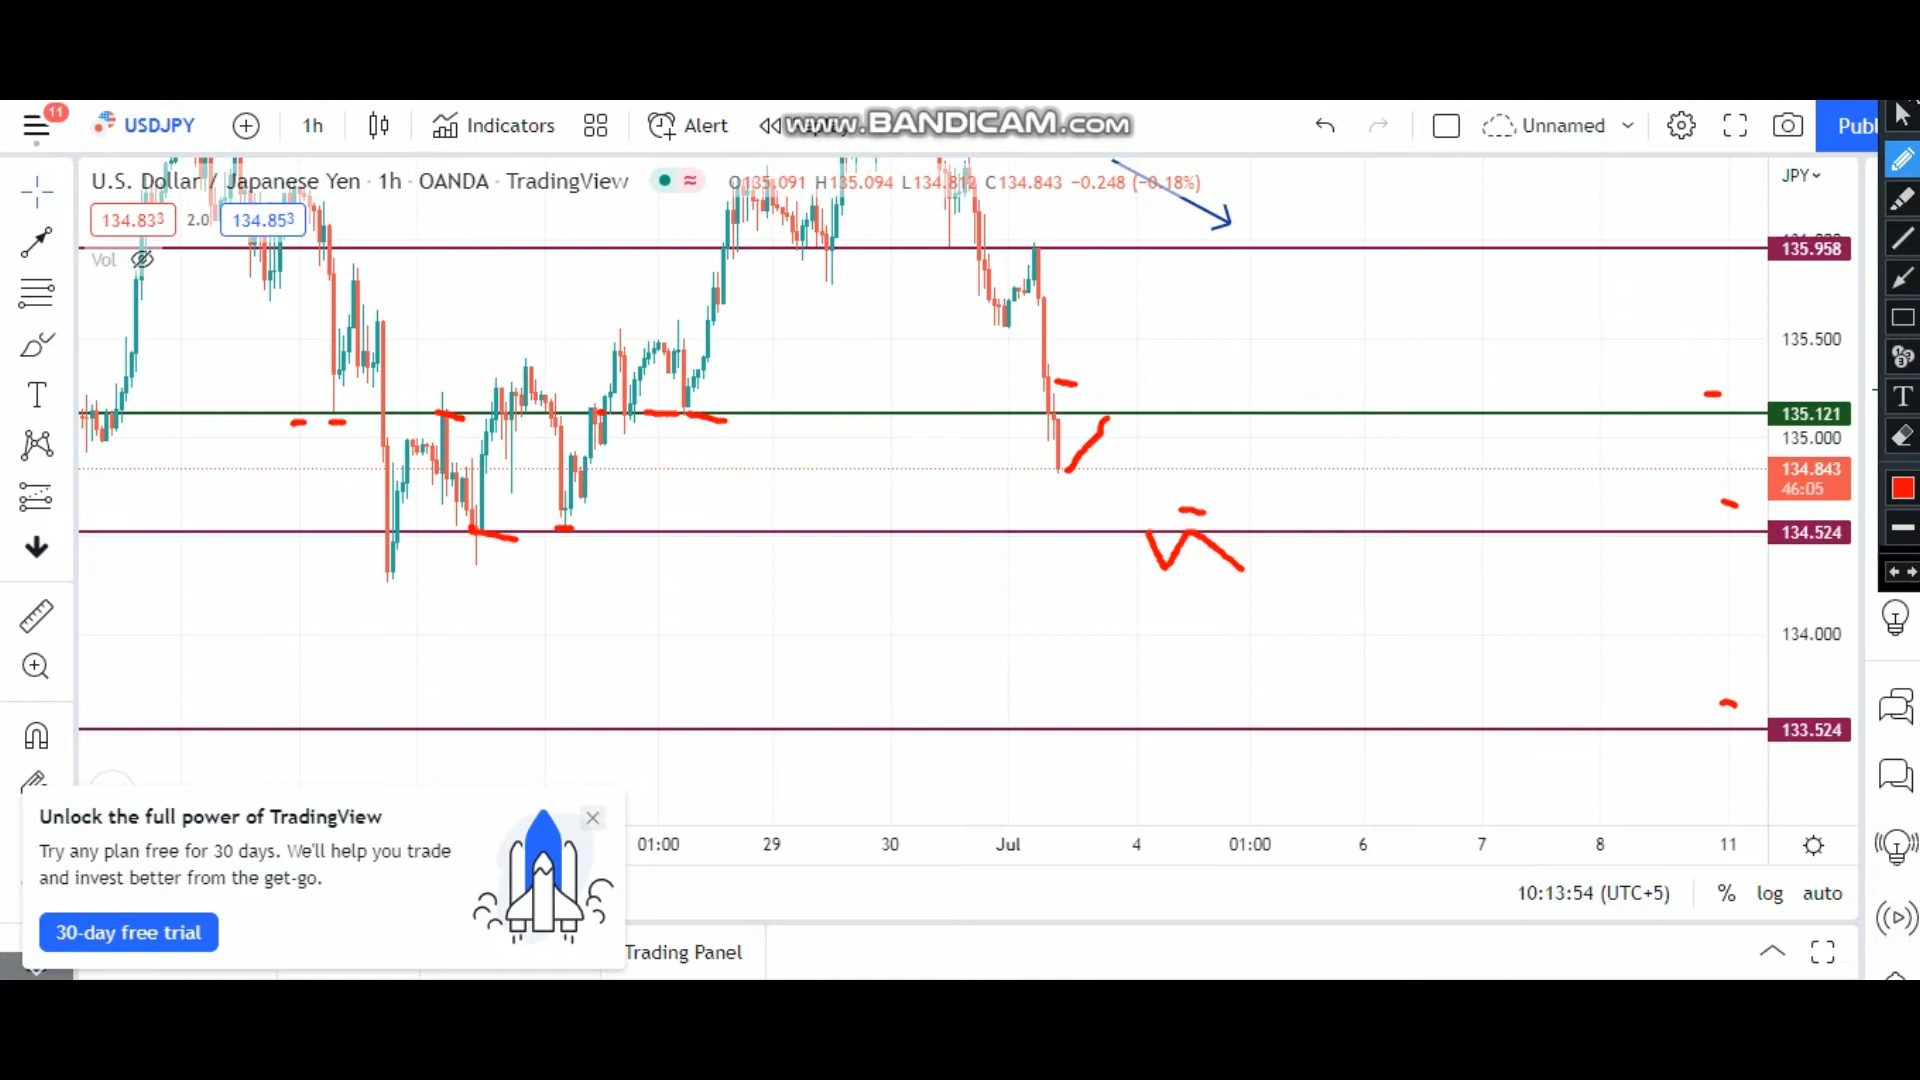 11
USDJPY
1h
Indicators
Alert
www.BANDICAM.com
Unnamed
Publ
U.S. Dollar / Japanese Yen · 1h · OANDA · TradingView
O135.091 H135.094 L134.812 C134.843 −0.248 (−0.18%)
JPY
134.833 2.0 134.853
Vol
135.958
135.500
135.121
135.000
134.843
46:05
134.524
134.000
133.524
Unlock the full power of TradingView
Try any plan free for 30 days. We'll help you trade
and invest better from the get-go.
30-day free trial
01:00 29 30 Jul 4 01:00 6 7 8 11
10:13:54 (UTC+5) % log auto
Trading Panel